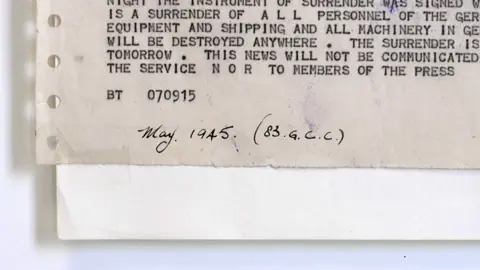 NIGHT THE INSTRUMENT OF SURRENDER WAS SIGNED
IS A SURRENDER OF A L L PERSONNEL OF THE GER
EQUIPMENT AND SHIPPING AND ALL MACHINERY IN GE
WILL BE DESTROYED ANYWHERE . THE SURRENDER IS
TOMORROW . THIS NEWS WILL NOT BE COMMUNICATED
THE SERVICE N O R TO MEMBERS OF THE PRESS
BT 070915
May. 1945. (83.G.C.C.)